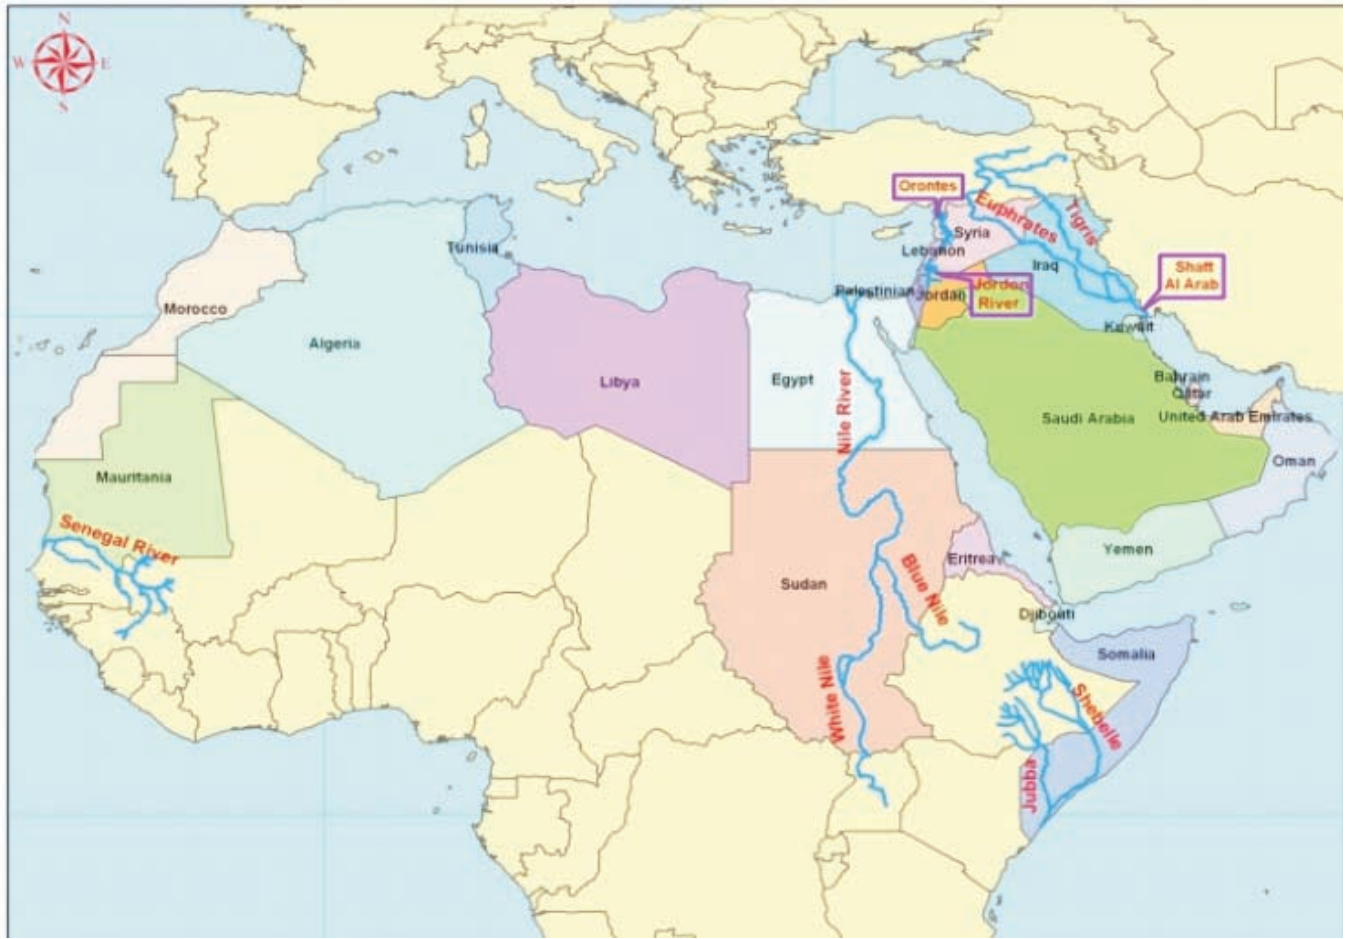 N
W E
S
Orontes
Euphrates
Tigris
Syria
Tunisia
Lebanon
Iraq
Shatt
Al Arab
Palestinian
Jordan
Jordon
River
Morocco
Kuwait
Algeria
Libya
Egypt
Nile River
Bahrain
Qatar
United Arab Emirates
Saudi Arabia
Oman
Mauritania
Senegal River
Yemen
Eritrea
Sudan
Blue Nile
Djibouti
Somalia
White Nile
Shebelle
Jubba